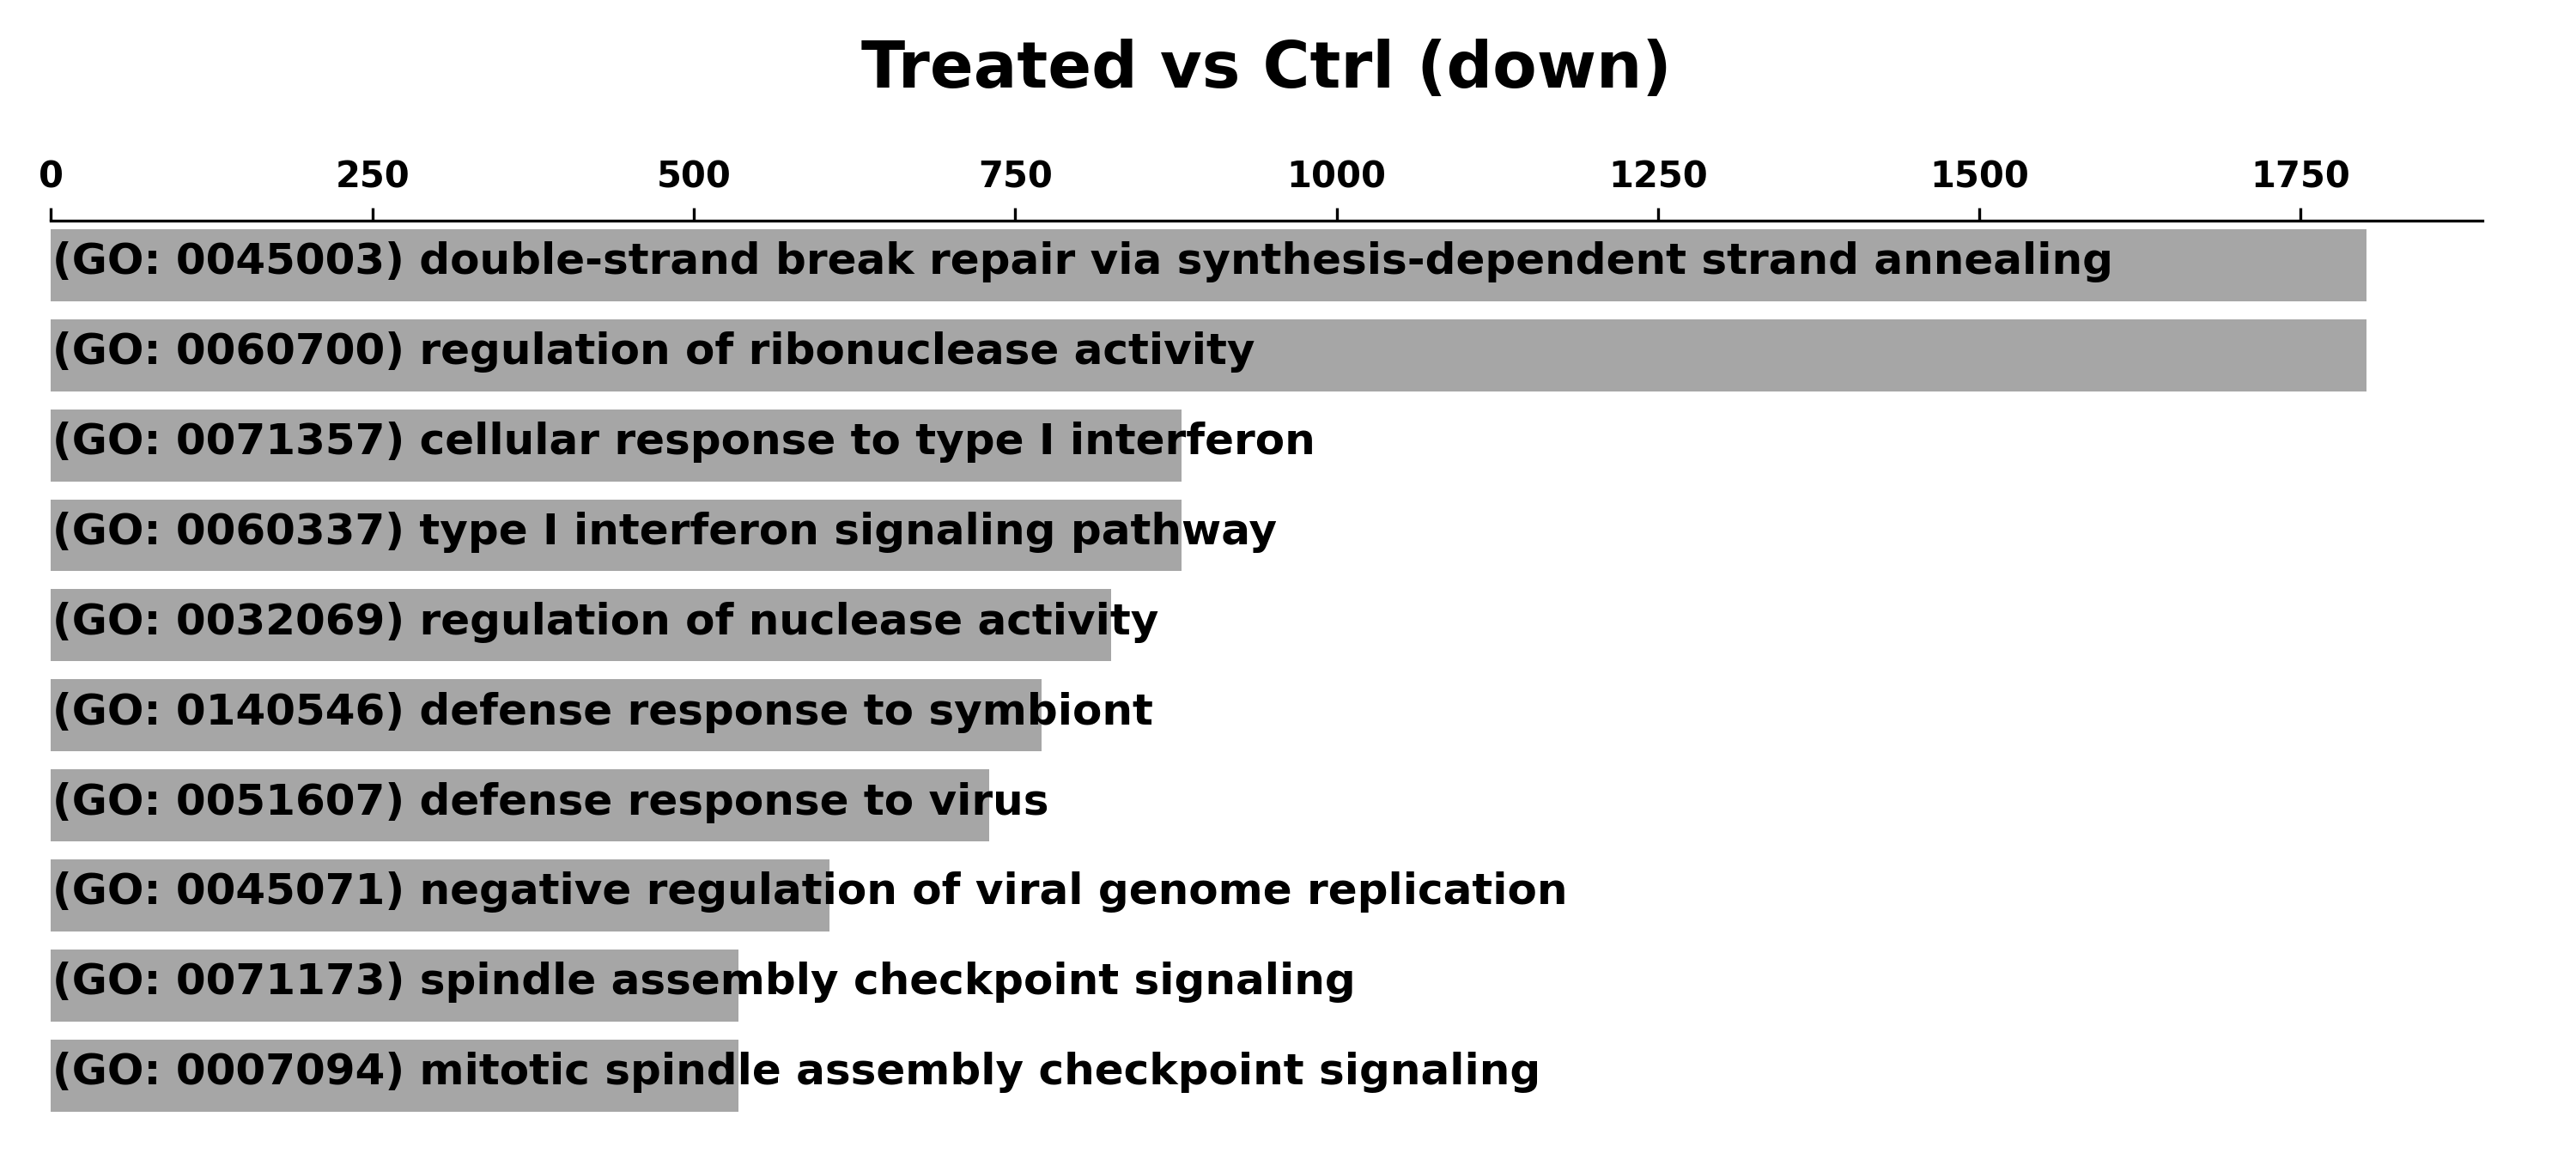 Treated vs Ctrl (down)
0 250 500 750 1000 1250 1500 1750
(GO: 0045003) double-strand break repair via synthesis-dependent strand annealing
(GO: 0060700) regulation of ribonuclease activity
(GO: 0071357) cellular response to type I interferon
(GO: 0060337) type I interferon signaling pathway
(GO: 0032069) regulation of nuclease activity
(GO: 0140546) defense response to symbiont
(GO: 0051607) defense response to virus
(GO: 0045071) negative regulation of viral genome replication
(GO: 0071173) spindle assembly checkpoint signaling
(GO: 0007094) mitotic spindle assembly checkpoint signaling